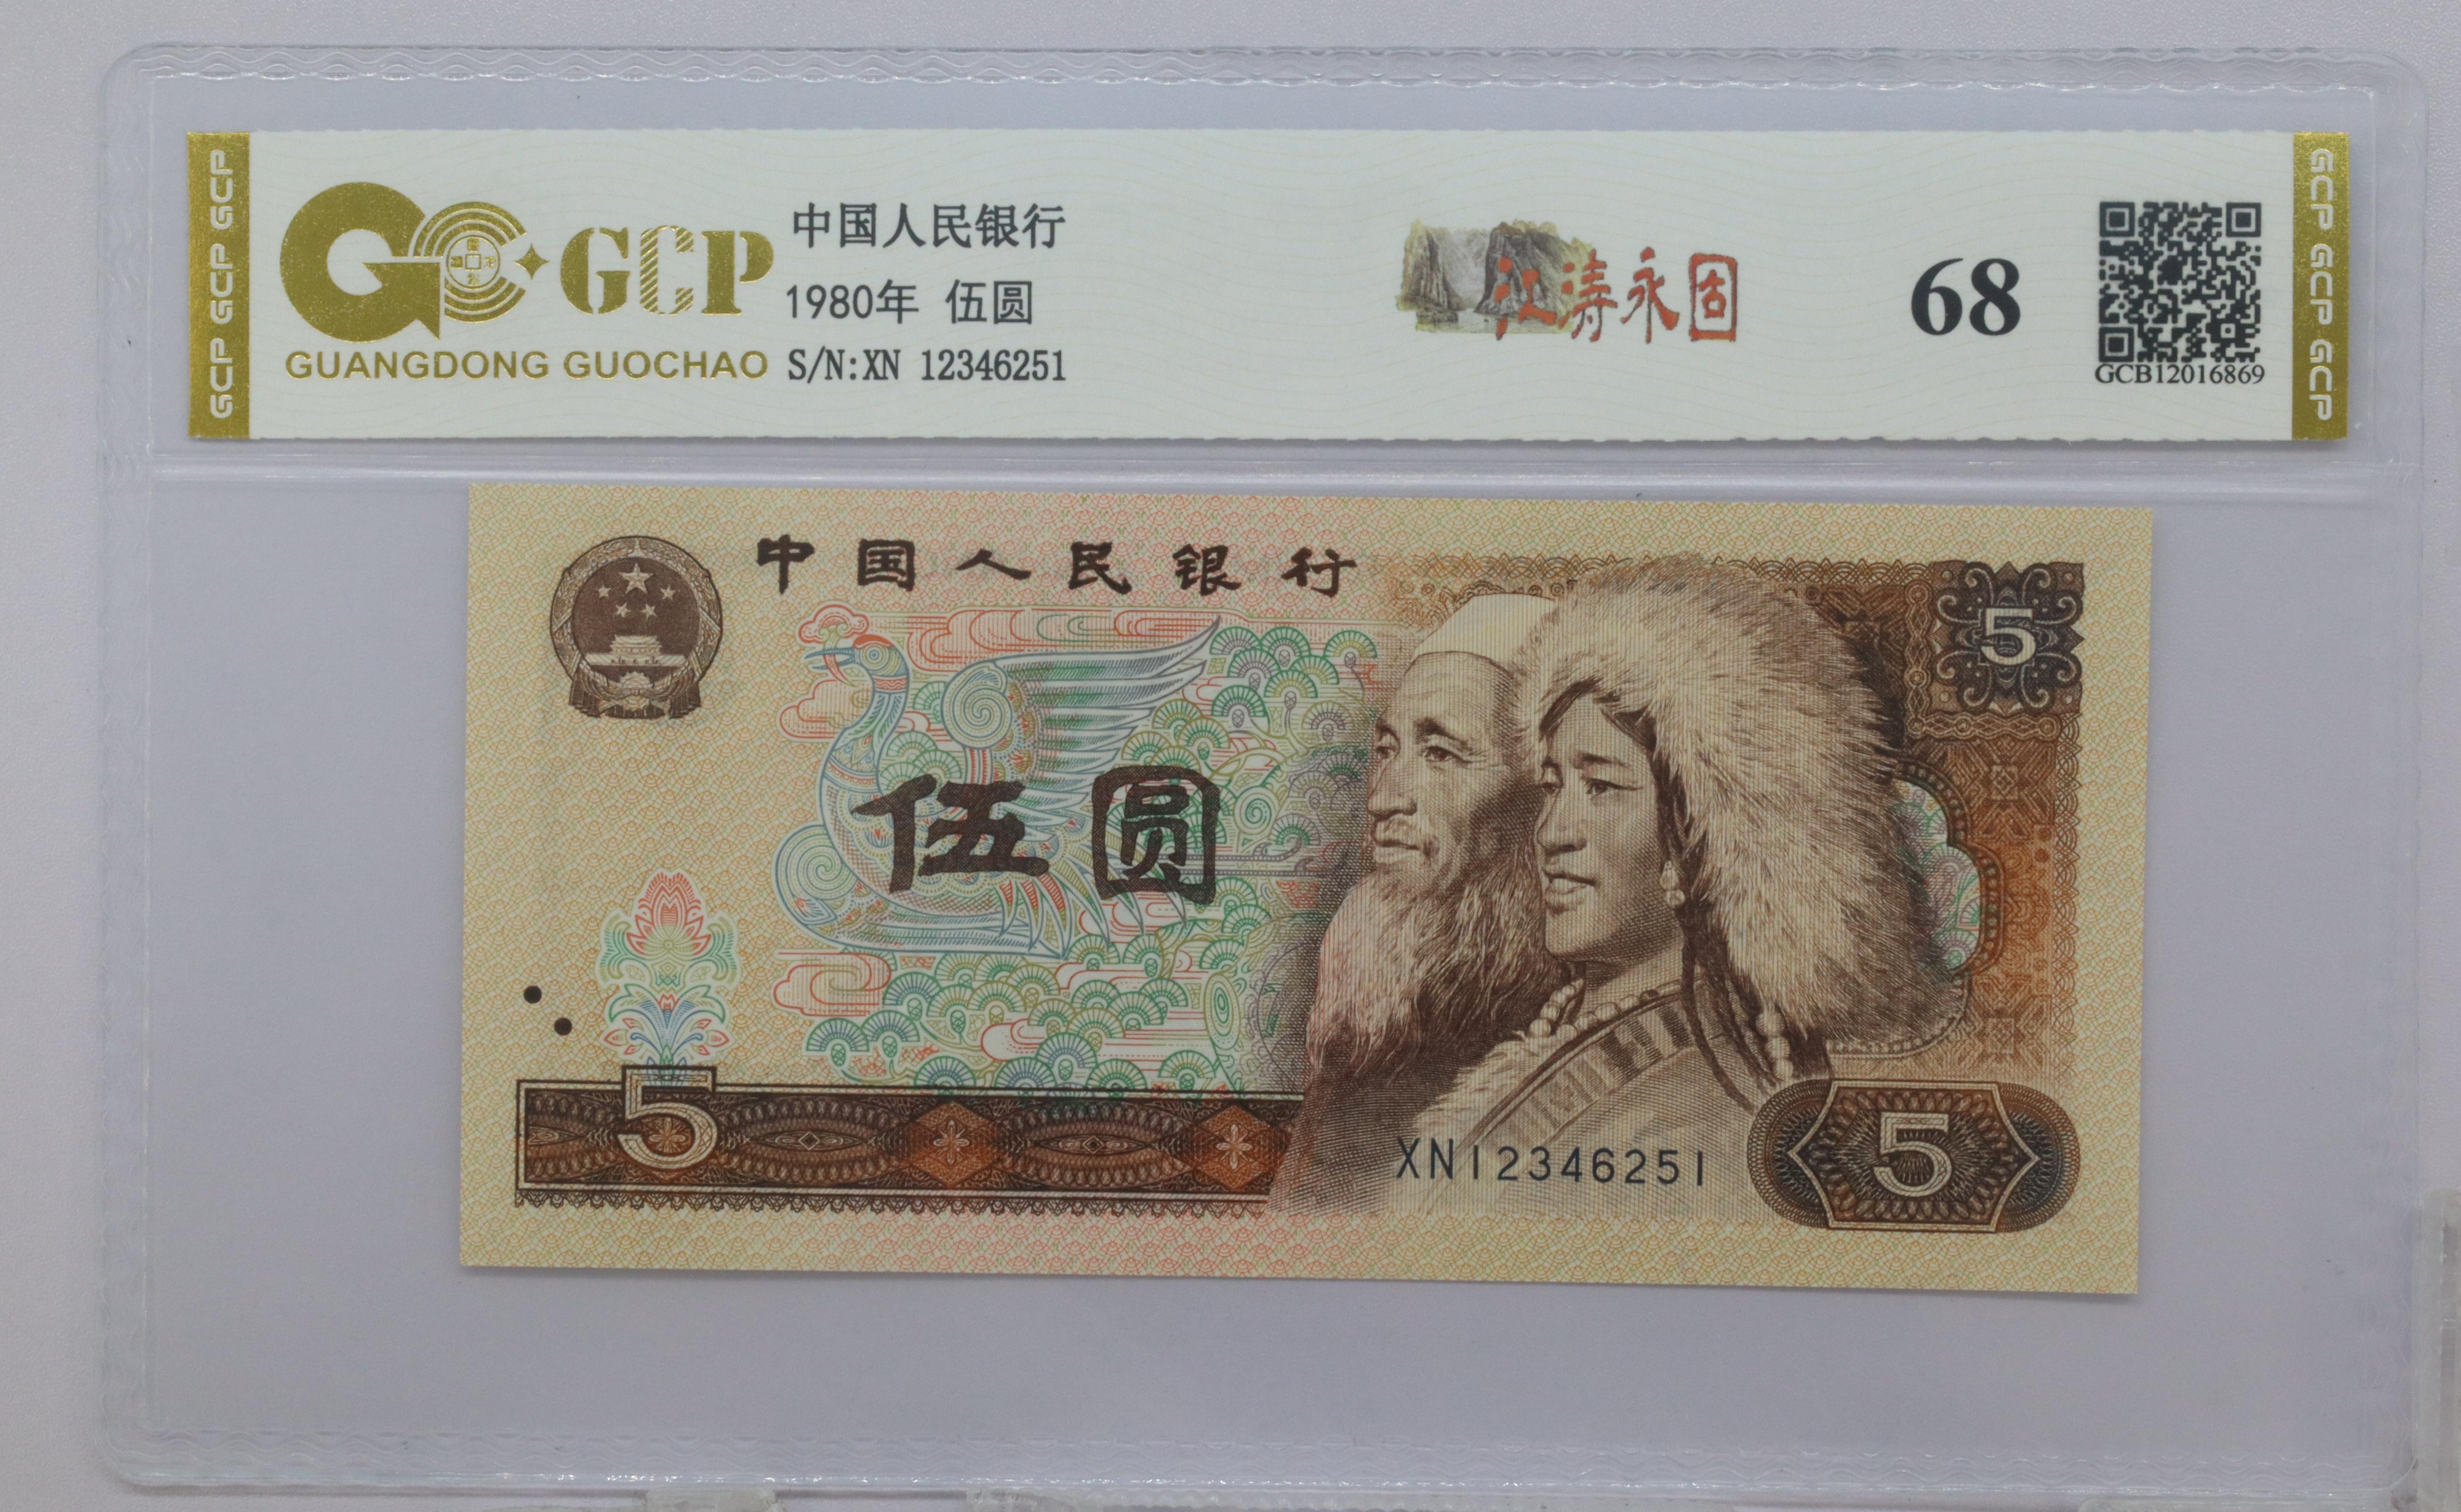 GCP GCP GCP
GCP
GUANGDONG GUOCHAO
中国人民银行
1980年 伍圆
S/N:XN 12346251
江涛永固
68
GCB12016869
GCP GCP GCP
中国人民银行
5
伍圆
5
XN12346251
5